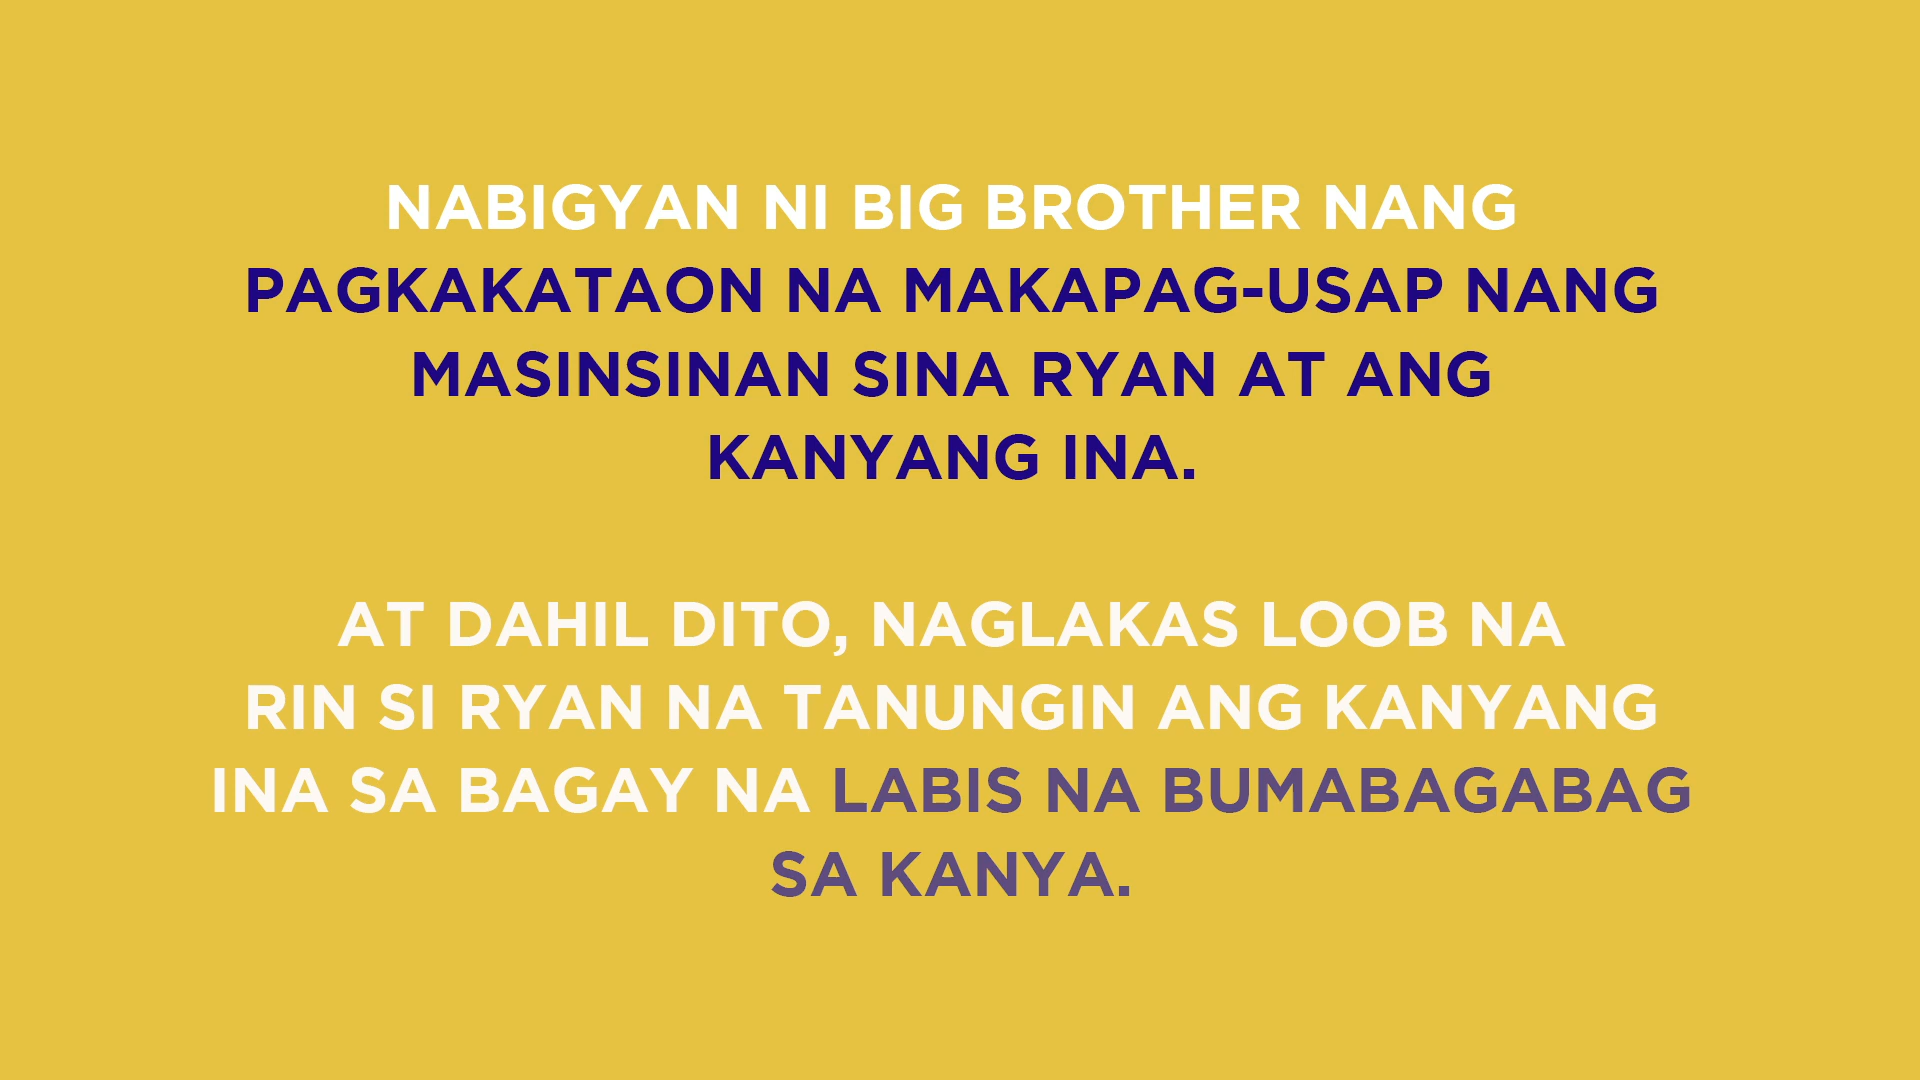 NABIGYAN NI BIG BROTHER NANG
PAGKAKATAON NA MAKAPAG-USAP NANG
MASINSINAN SINA RYAN AT ANG
KANYANG INA.
AT DAHIL DITO, NAGLAKAS LOOB NA
RIN SI RYAN NA TANUNGIN ANG KANYANG
INA SA BAGAY NA LABIS NA BUMABAGABAG
SA KANYA.